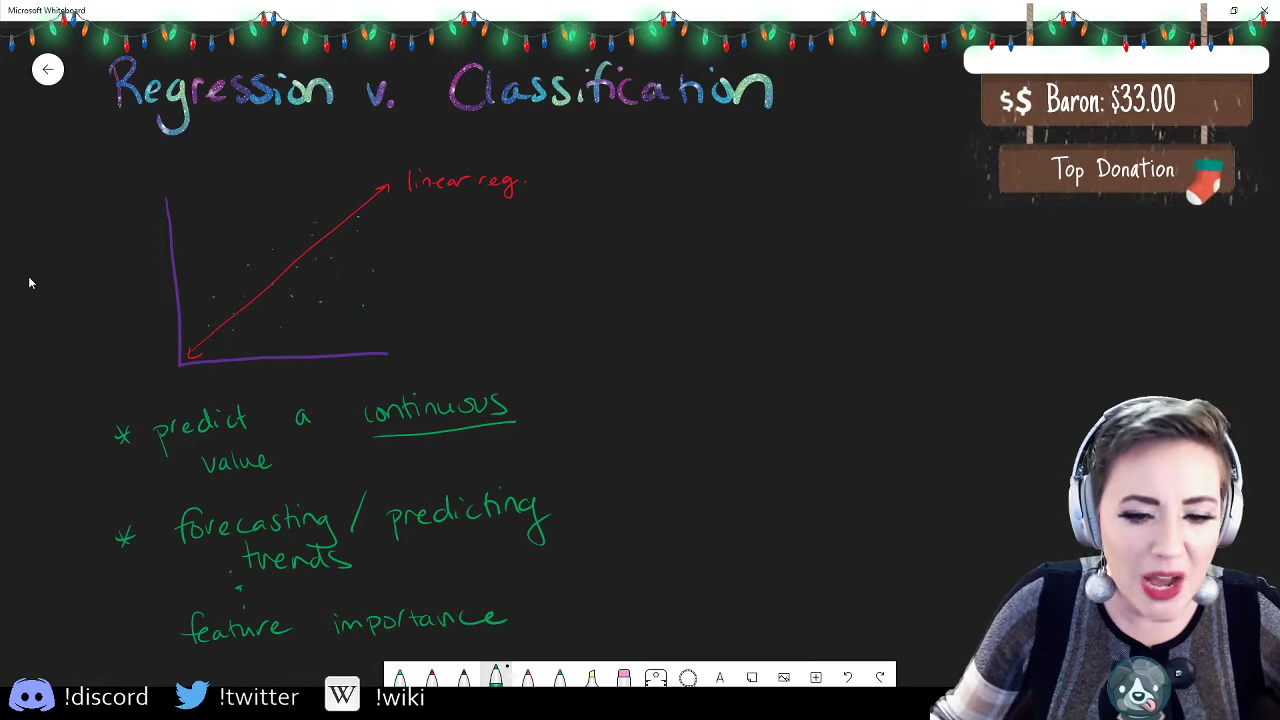 Microsoft Whiteboard
Regression v. Classification
$$ Baron: $33.00
Top Donation
linear reg.
* predict a continuous
value
* forecasting / predicting
trends
feature importance
A
!discord
!twitter
W !wiki